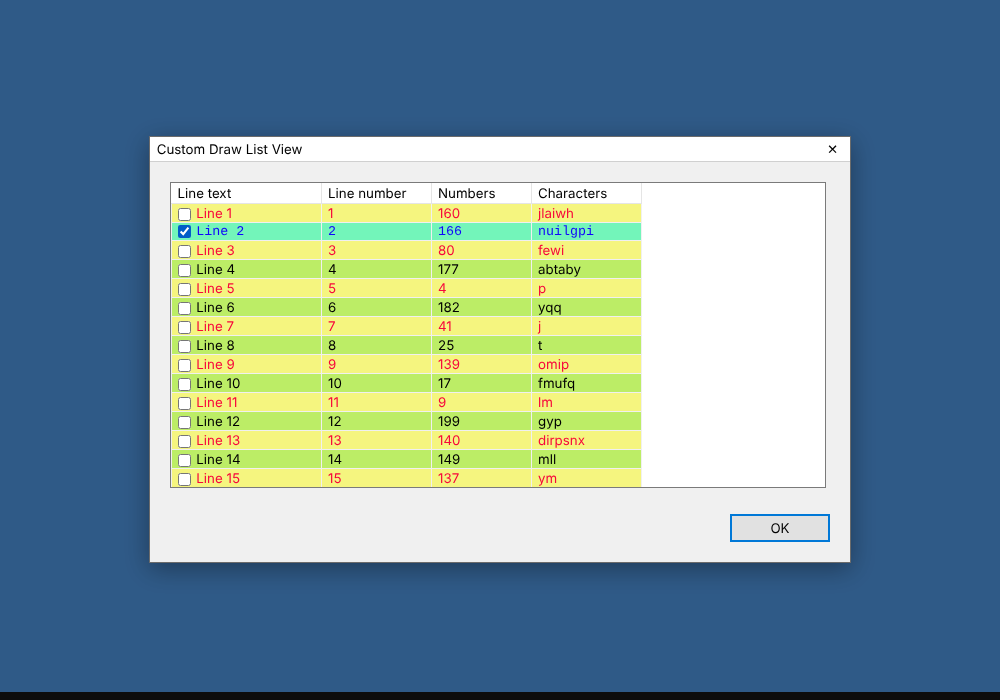 Custom Draw List View
Line text Line number Numbers Characters
Line 1 1 160 jlaiwh
Line 2 2 166 nuilgpi
Line 3 3 80 fewi
Line 4 4 177 abtaby
Line 5 5 4 p
Line 6 6 182 yqq
Line 7 7 41 j
Line 8 8 25 t
Line 9 9 139 omip
Line 10 10 17 fmufq
Line 11 11 9 lm
Line 12 12 199 gyp
Line 13 13 140 dirpsnx
Line 14 14 149 mll
Line 15 15 137 ym
OK